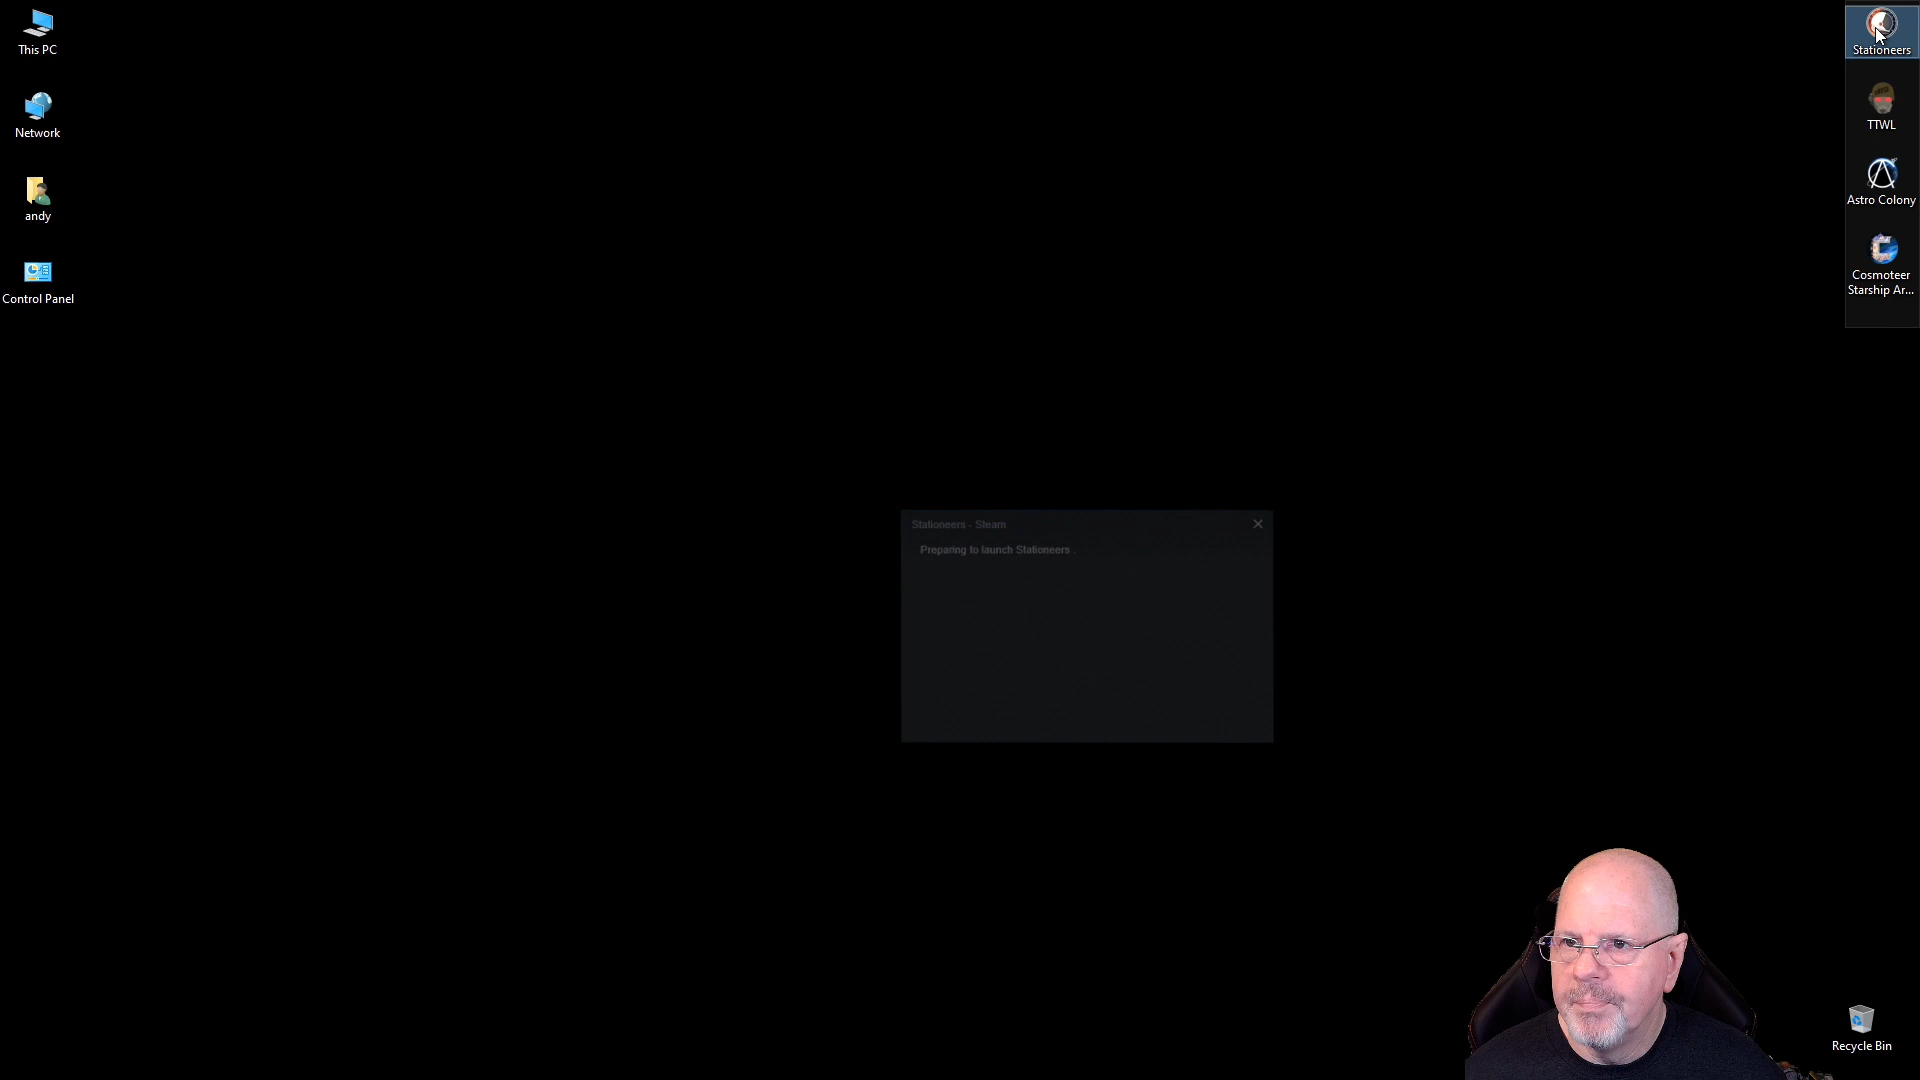 This PC
Network
andy
Control Panel
Stationeers
TTWL
Astro Colony
Cosmoteer
Starship Ar...
Stationeers - Steam
Preparing to launch Stationeers .
Recycle Bin